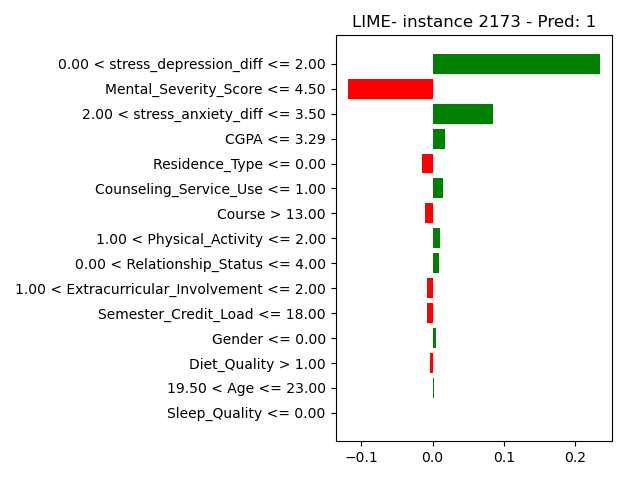 LIME- instance 2173 - Pred: 1
0.00 < stress_depression_diff <= 2.00
Mental_Severity_Score <= 4.50
2.00 < stress_anxiety_diff <= 3.50
CGPA <= 3.29
Residence_Type <= 0.00
Counseling_Service_Use <= 1.00
Course > 13.00
1.00 < Physical_Activity <= 2.00
0.00 < Relationship_Status <= 4.00
1.00 < Extracurricular_Involvement <= 2.00
Semester_Credit_Load <= 18.00
Gender <= 0.00
Diet_Quality > 1.00
19.50 < Age <= 23.00
Sleep_Quality <= 0.00
−0.1 0.0 0.1 0.2